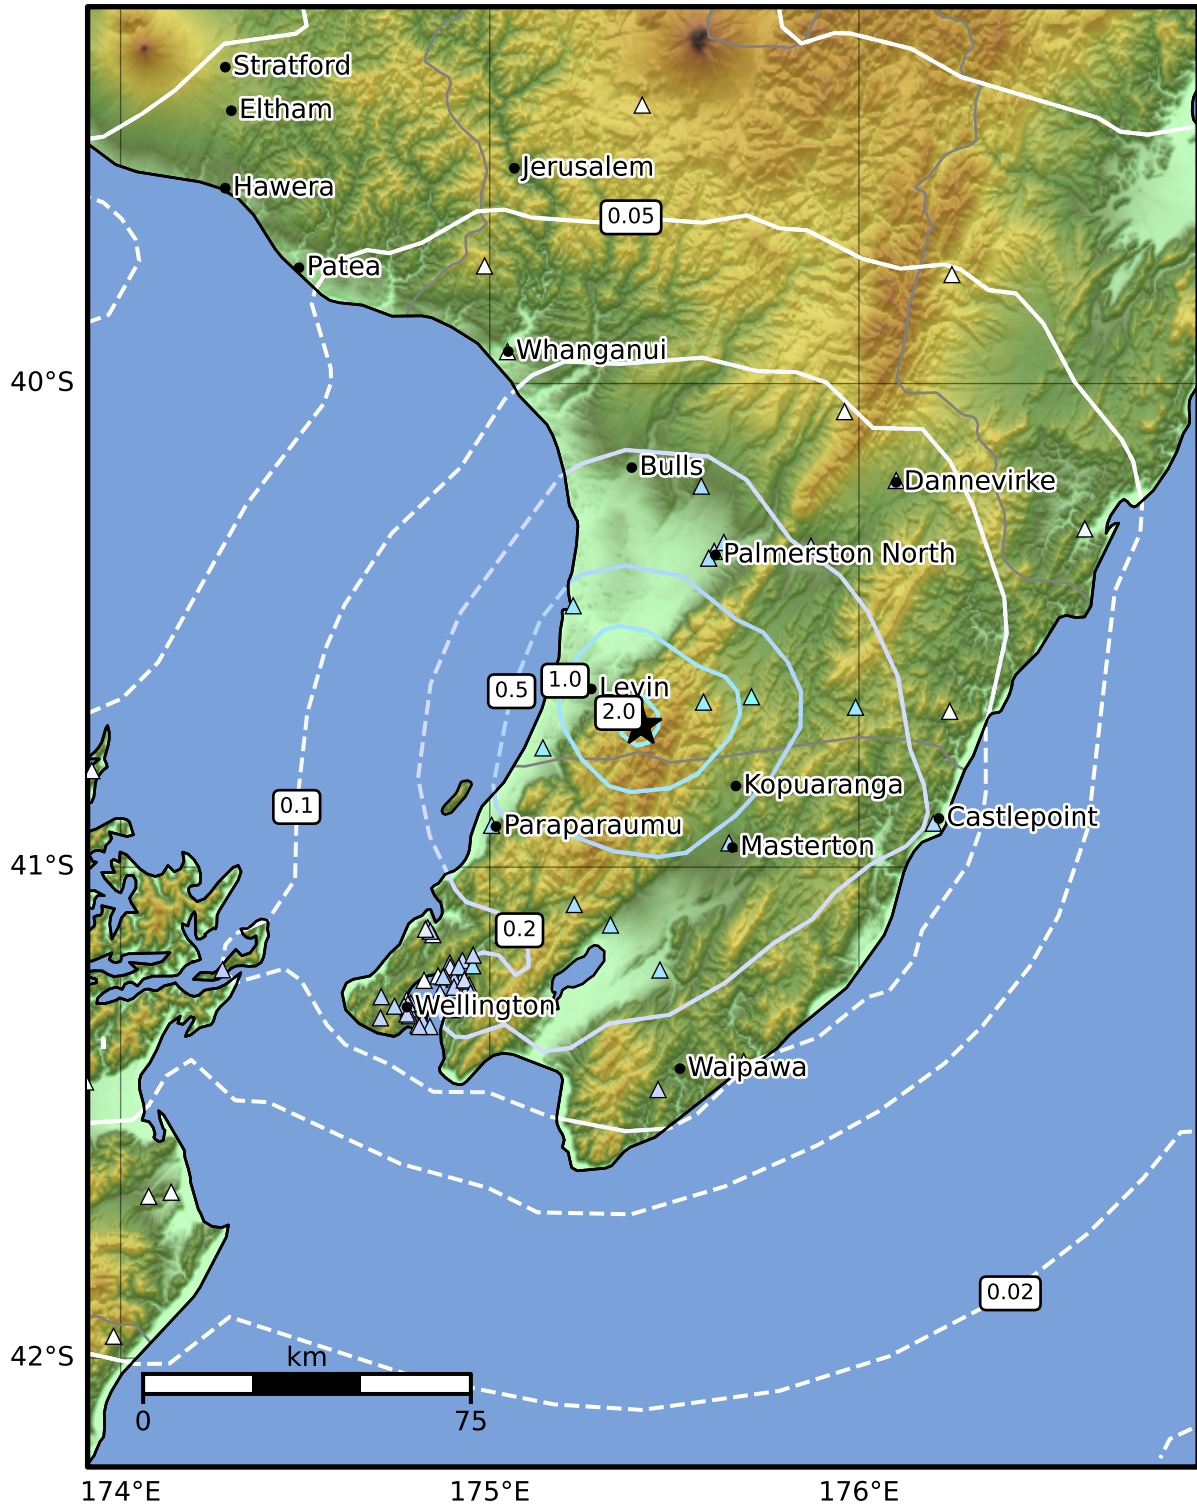 Stratford
Eltham
Jerusalem
Hawera
0.05
Patea
Whanganui
40°S
Bulls
Dannevirke
Palmerston North
Levin
1.0
0.5
2.0
Kopuaranga
0.1
Castlepoint
Paraparaumu
Masterton
41°S
0.2
Wellington
Waipawa
0.02
42°S
km
0
75
174°E
175°E
176°E